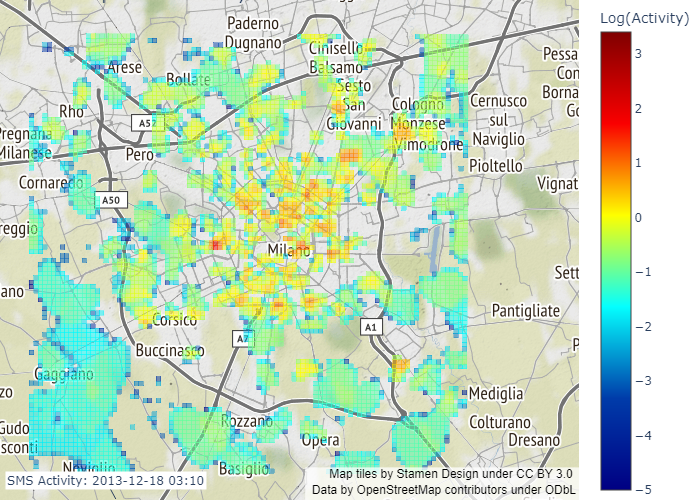 Log(Activity)
Paderno
Dugnano
Cinisello
Balsamo
Arese
Bollate
Sesto
San
Giovanni
Rho
A52
Cologno
Monzese
Vimodrone
Cernusco
sul
Naviglio
Pessa
Con
Borna
Go
Pregnana
Milanese
Pero
Pioltello
Cornaredo
Vignat
A50
reggio
Milano
Sett
ano
Pantigliate
Corsico
A7
A1
Buccinasco
P
Gaggiano
zo
Mediglia
Rozzano
Colturano
Gudo
sconti
Opera
Dresano
Noviglio
Basiglio
SMS Activity: 2013-12-18 03:10
Map tiles by Stamen Design under CC BY 3.0
Data by OpenStreetMap contributors under ODbL
3
2
1
0
−1
−2
−3
−4
−5